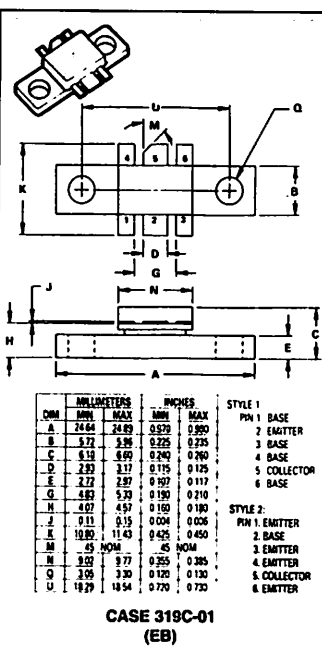 U
M
Q
4 5 6
K
B
1 2 3
D
G
N
J
H
C
E
A
MILLIMETERS INCHES
DIM MIN MAX MIN MAX
A 24.64 24.89 0.970 0.990
B 5.72 5.96 0.225 0.235
C 6.10 6.60 0.240 0.260
D 2.93 3.17 0.115 0.125
E 2.72 2.97 0.107 0.117
G 4.83 5.33 0.190 0.210
H 4.07 4.57 0.160 0.180
J 0.11 0.15 0.004 0.006
K 10.80 11.43 0.425 0.450
M 45 NOM 45 NOM
N 9.02 9.77 0.355 0.385
Q 3.05 3.30 0.120 0.130
U 18.29 18.54 0.720 0.730
STYLE 1
PIN 1 BASE
2 EMITTER
3 BASE
4 BASE
5 COLLECTOR
6 BASE
STYLE 2:
PIN 1. EMITTER
2. BASE
3. EMITTER
4. EMITTER
5. COLLECTOR
6. EMITTER
CASE 319C-01
(EB)